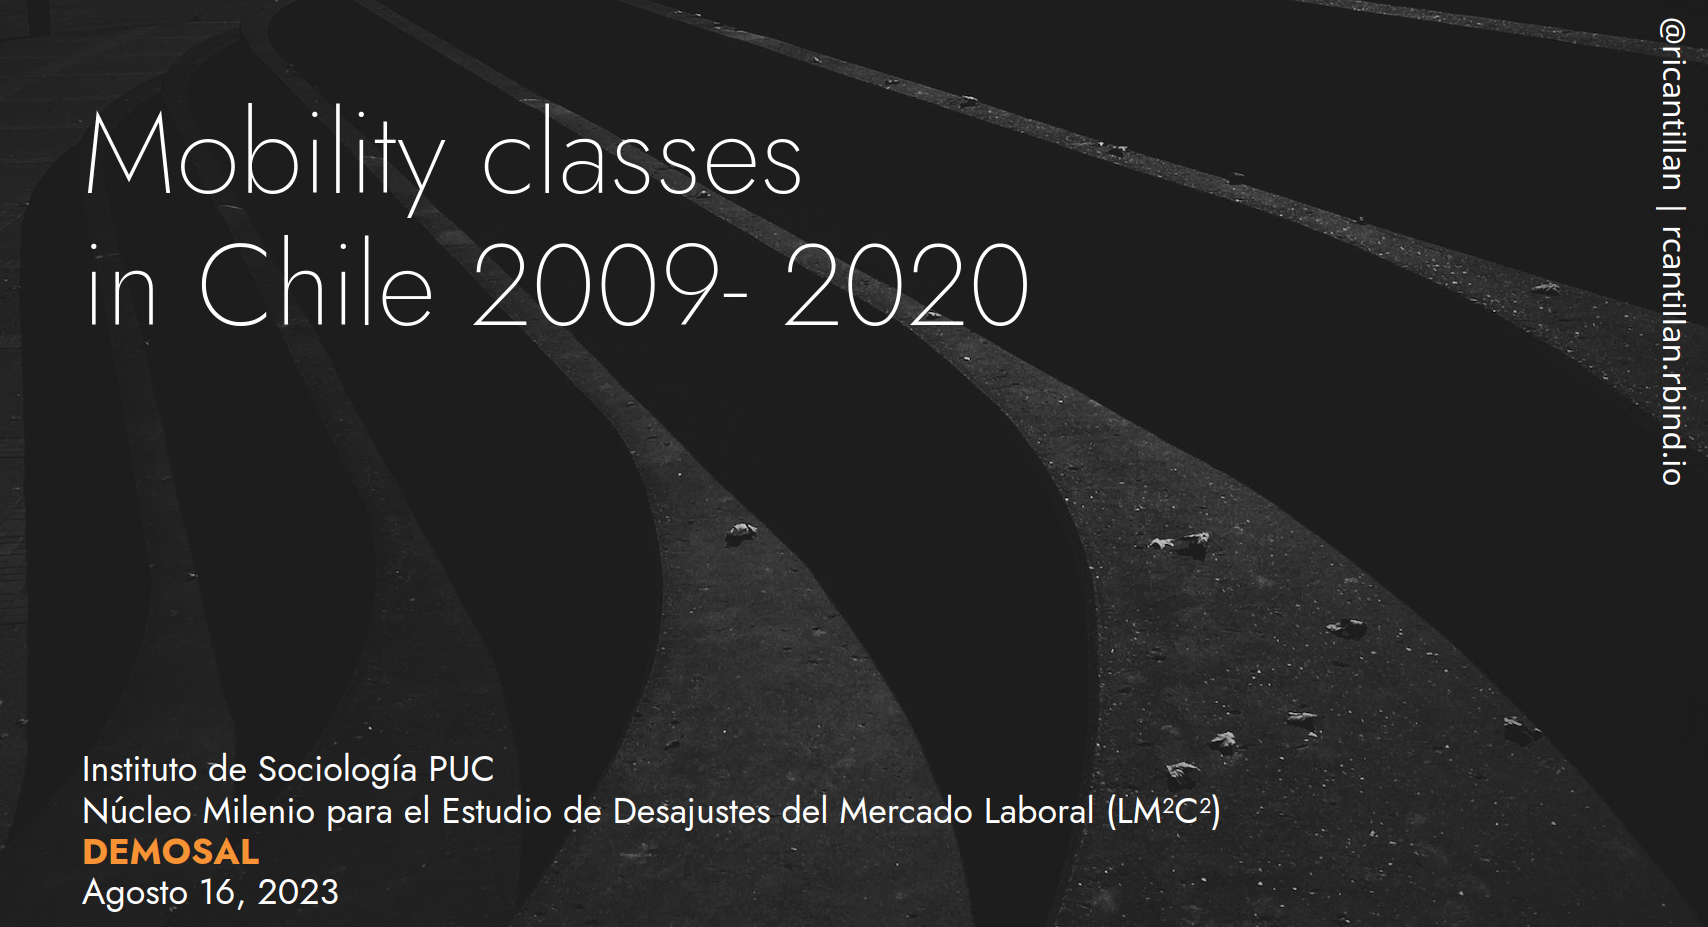 Mobility classes
in Chile 2009- 2020
@ricantillan | rcantillan.rbind.io
Instituto de Sociología PUC
Núcleo Milenio para el Estudio de Desajustes del Mercado Laboral (LM²C²)
DEMOSAL
Agosto 16, 2023